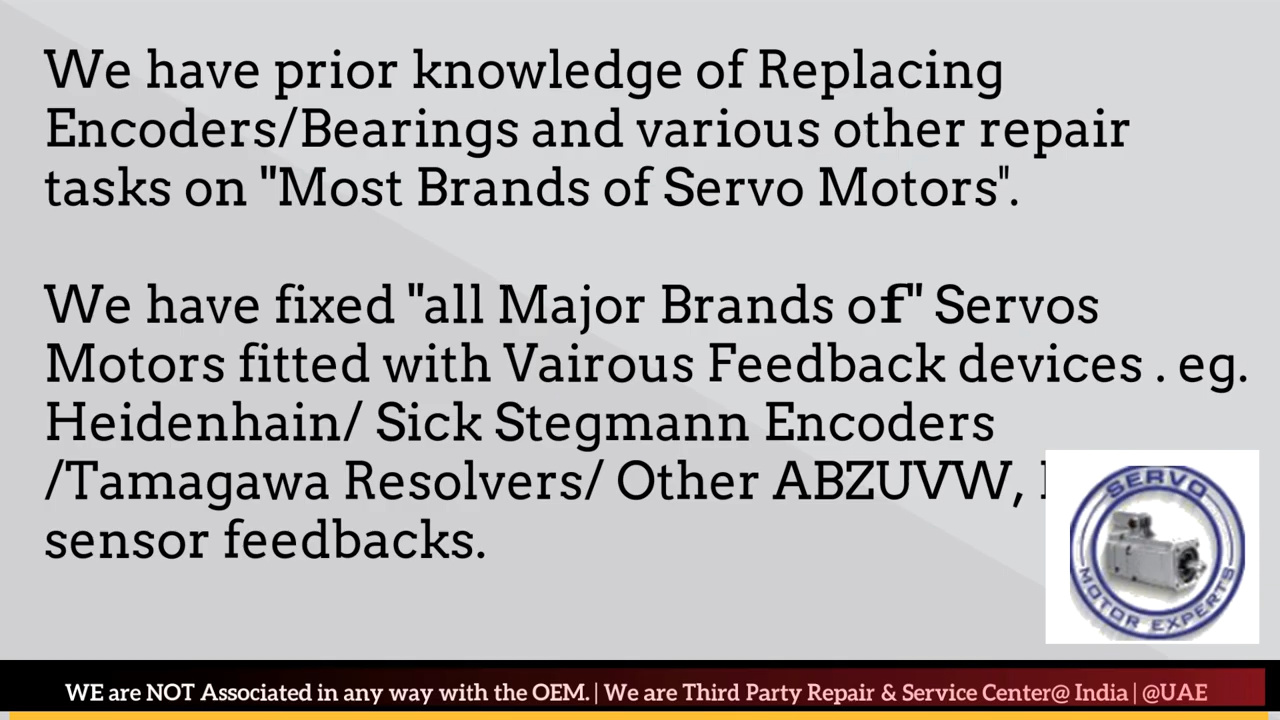 We have prior knowledge of Replacing
Encoders/Bearings and various other repair
tasks on "Most Brands of Servo Motors".
We have fixed "all Major Brands of" Servos
Motors fitted with Vairous Feedback devices . eg.
Heidenhain/ Sick Stegmann Encoders
/Tamagawa Resolvers/ Other ABZUVW,
sensor feedbacks.
SERVO
MOTOR EXPERTS
WE are NOT Associated in any way with the OEM. | We are Third Party Repair & Service Center@ India | @UAE